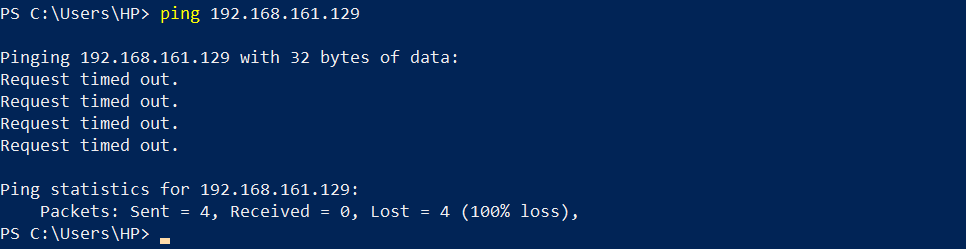 PS C:\Users\HP> ping 192.168.161.129
Pinging 192.168.161.129 with 32 bytes of data:
Request timed out.
Request timed out.
Request timed out.
Request timed out.
Ping statistics for 192.168.161.129:
    Packets: Sent = 4, Received = 0, Lost = 4 (100% loss),
PS C:\Users\HP>